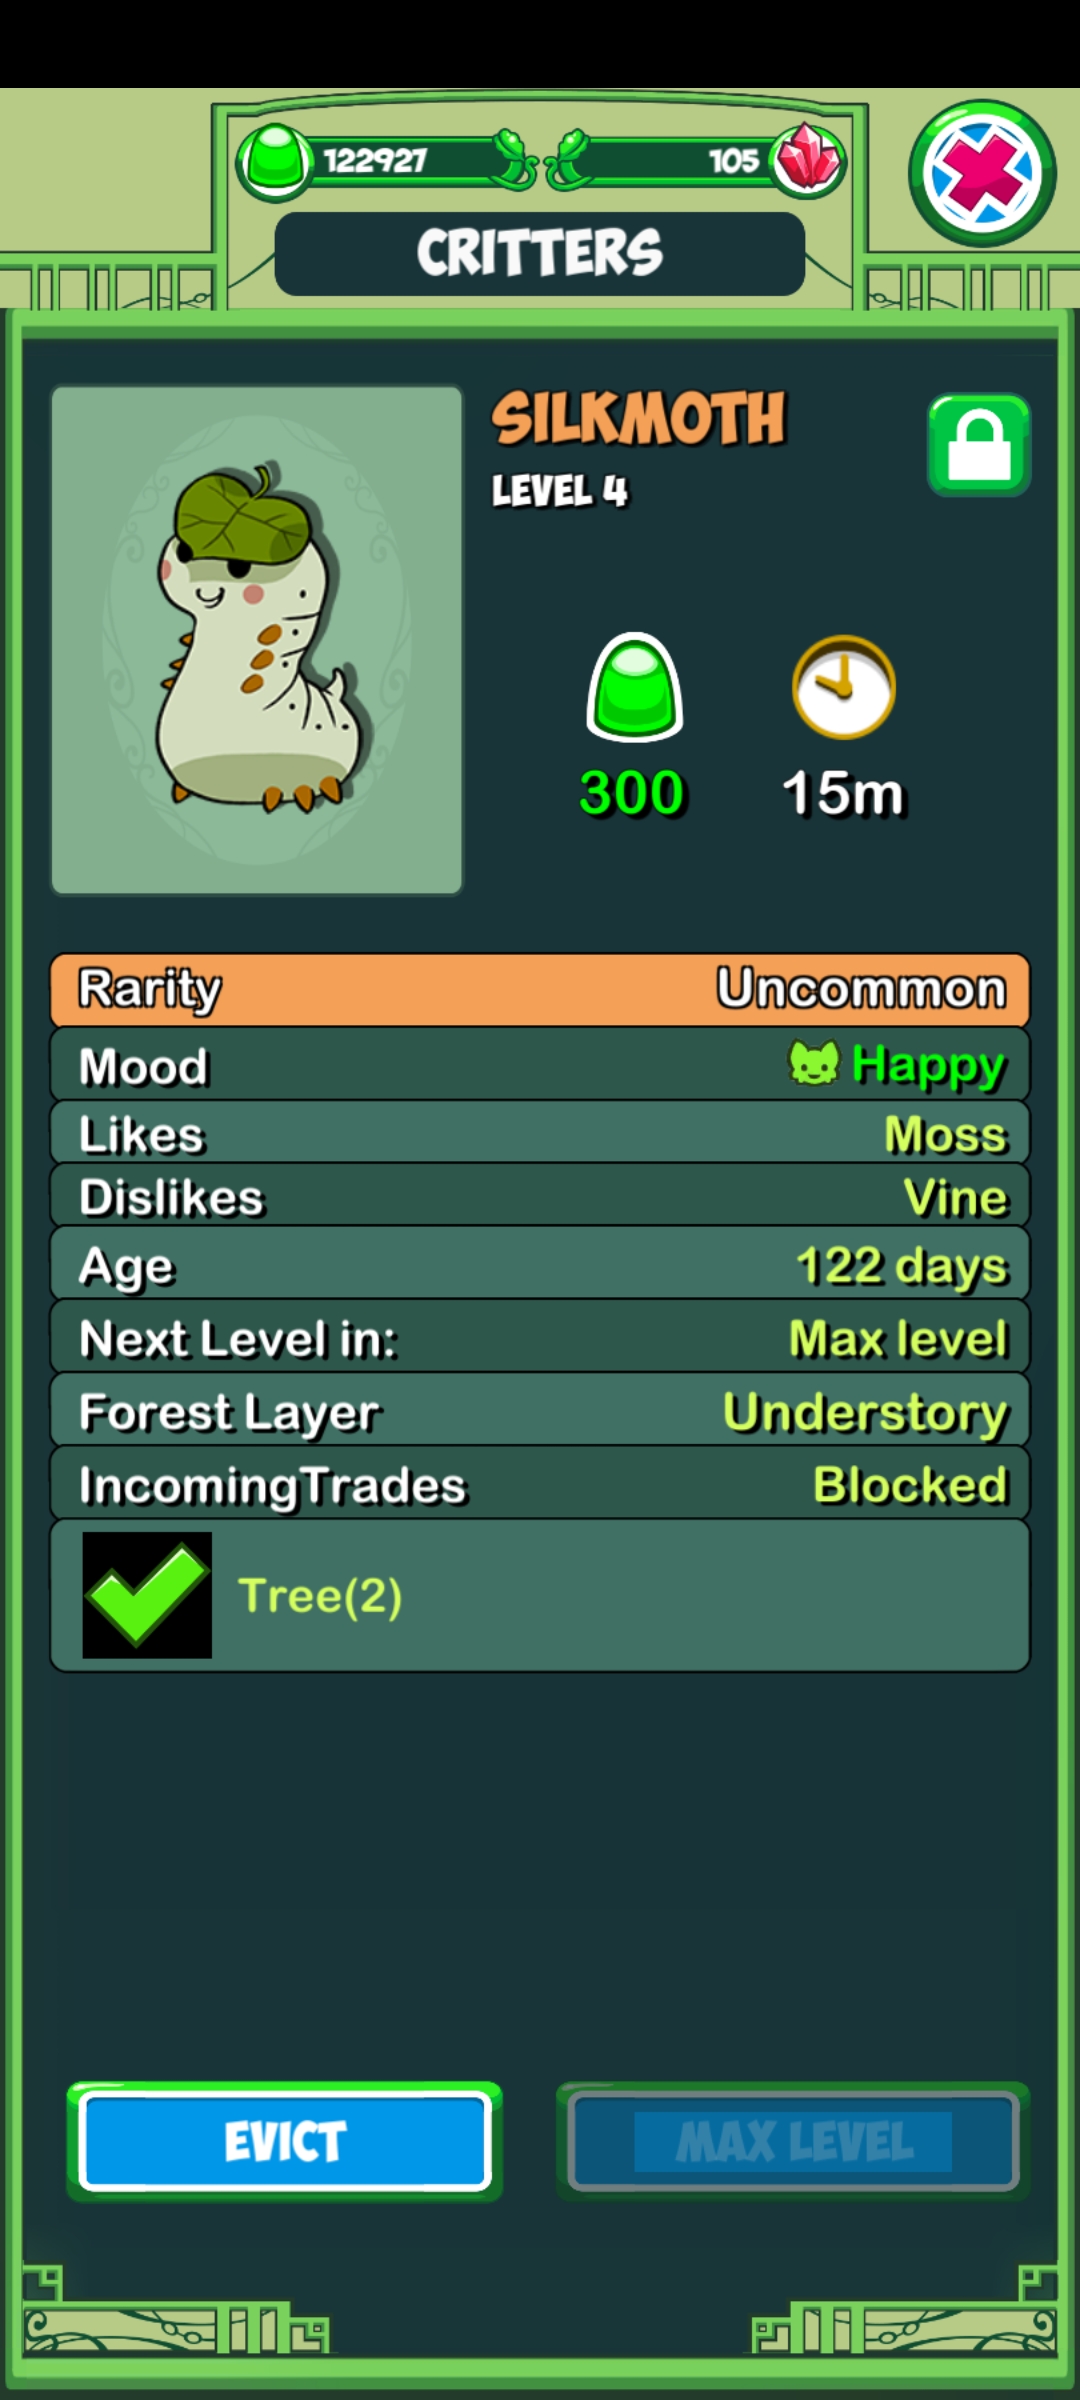 122927
105
CRITTERS
SILKMOTH
LEVEL 4
300
15m
Rarity Uncommon
Mood Happy
Likes Moss
Dislikes Vine
Age 122 days
Next Level in: Max level
Forest Layer Understory
IncomingTrades Blocked
Tree(2)
EVICT
MAX LEVEL